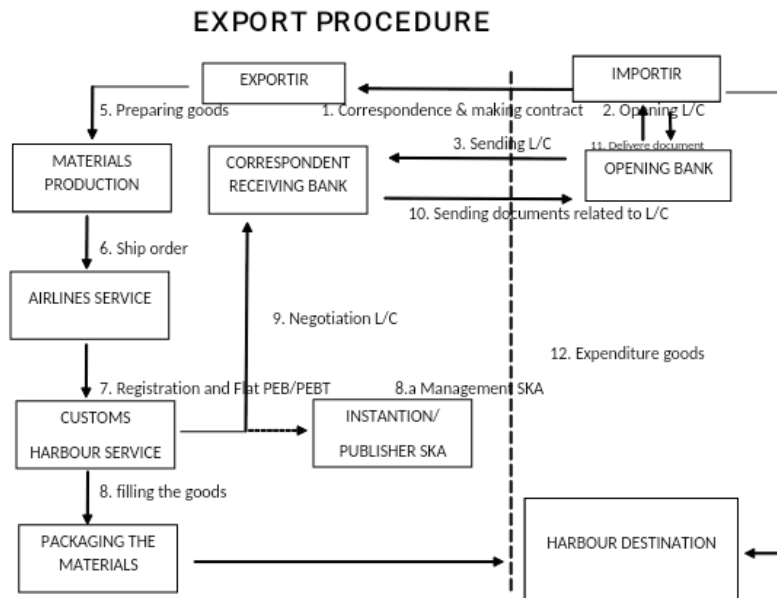 EXPORT PROCEDURE
EXPORTIR
IMPORTIR
5. Preparing goods
1. Correspondence & making contract
2. Opening L/C
3. Sending L/C
11. Delivere document
MATERIALS
PRODUCTION
CORRESPONDENT
RECEIVING BANK
OPENING BANK
10. Sending documents related to L/C
6. Ship order
AIRLINES SERVICE
9. Negotiation L/C
12. Expenditure goods
7. Registration and Fiat PEB/PEBT
8.a Management SKA
CUSTOMS
HARBOUR SERVICE
INSTANTION/
PUBLISHER SKA
8. filling the goods
PACKAGING THE
MATERIALS
HARBOUR DESTINATION